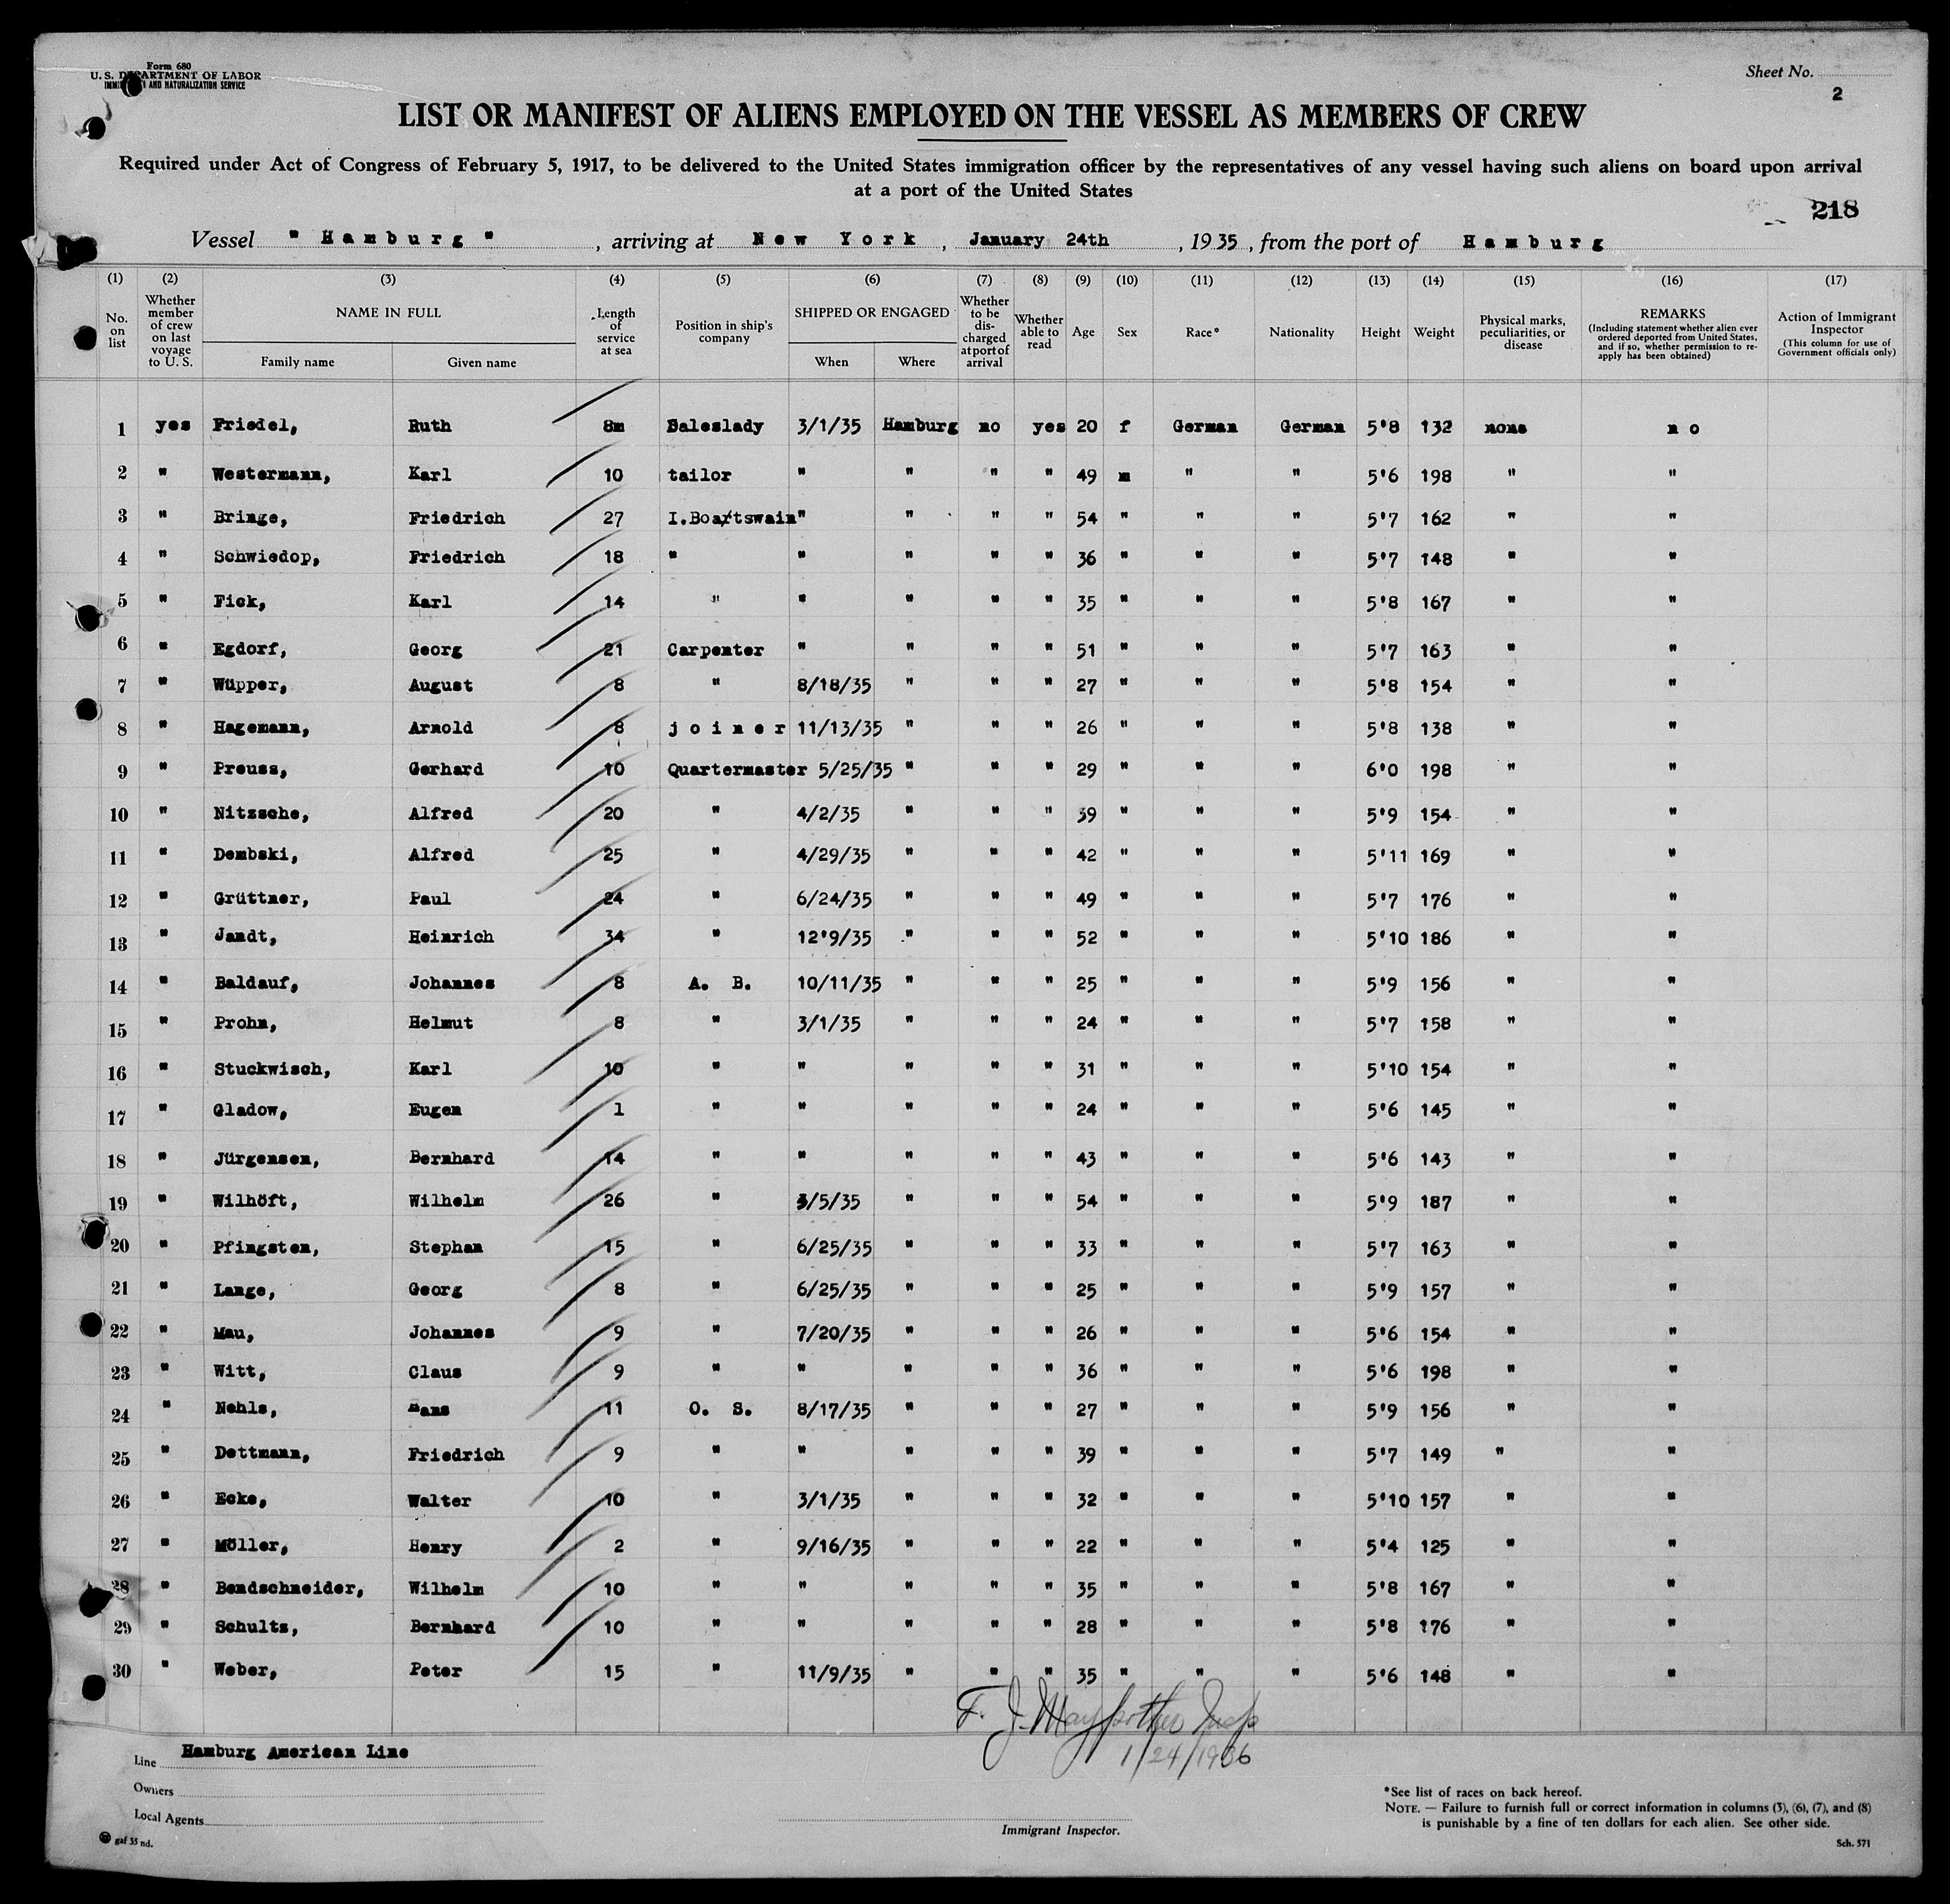 Form 680
U. S. DEPARTMENT OF LABOR
AND NATURALIZATION SERVICE
Sheet No.
2
LIST OR MANIFEST OF ALIENS EMPLOYED ON THE VESSEL AS MEMBERS OF CREW
Required under Act of Congress of February 5, 1917, to be delivered to the United States immigration officer by the representatives of any vessel having such aliens on board upon arrival
at a port of the United States
218
Vessel "Hamburg" , arriving at New York , January 24th , 1935 , from the port of Hamburg
(1) (2) (3) (4) (5) (6) (7) (8) (9) (10) (11) (12) (13) (14) (15) (16) (17)
No. on list Whether member of crew on last voyage to U. S. NAME IN FULL Family name Given name Length of service at sea Position in ship's company SHIPPED OR ENGAGED When Where Whether to be discharged at port of arrival Whether able to read Age Sex Race* Nationality Height Weight Physical marks, peculiarities, or disease REMARKS (Including statement whether alien ever ordered deported from United States, and if so, whether permission to re-apply has been obtained) Action of Immigrant Inspector (This column for use of Government officials only)
1 yes Friedel, Ruth 8m Saleslady 3/1/35 Hamburg no yes 20 f German German 5'8 132 none no
2 " Westermann, Karl 10 tailor " " " " 49 m " " 5'6 198 " "
3 " Bringe, Friedrich 27 I.Boatswain " " " " 54 " " " 5'7 162 " "
4 " Schwiedop, Friedrich 18 " " " " " 36 " " " 5'7 148 " "
5 " Fick, Karl 14 " " " " " 35 " " " 5'8 167 " "
6 " Egdorf, Georg 21 Carpenter " " " " 51 " " " 5'7 163 " "
7 " Wüpper, August 8 " 8/18/35 " " " 27 " " " 5'8 154 " "
8 " Hagemann, Arnold 8 joiner 11/13/35 " " " 26 " " " 5'8 138 " "
9 " Preuss, Gerhard 10 Quartermaster 5/25/35 " " " 29 " " " 6'0 198 " "
10 " Nitzsche, Alfred 20 " 4/2/35 " " " 39 " " " 5'9 154 " "
11 " Dembski, Alfred 25 " 4/29/35 " " " 42 " " " 5'11 169 " "
12 " Grüttner, Paul 24 " 6/24/35 " " " 49 " " " 5'7 176 " "
13 " Jandt, Heinrich 34 " 12'9/35 " " " 52 " " " 5'10 186 " "
14 " Baldauf, Johannes 8 A. B. 10/11/35 " " " 25 " " " 5'9 156 " "
15 " Prohn, Helmut 8 " 3/1/35 " " " 24 " " " 5'7 158 " "
16 " Stuckwisch, Karl 10 " " " " " 31 " " " 5'10 154 " "
17 " Gladow, Eugen 1 " " " " " 24 " " " 5'6 145 " "
18 " Jürgensen, Bernhard 14 " " " " " 43 " " " 5'6 143 " "
19 " Wilhöft, Wilhelm 26 " 3/5/35 " " " 54 " " " 5'9 187 " "
20 " Pfingsten, Stephan 15 " 6/25/35 " " " 33 " " " 5'7 163 " "
21 " Lange, Georg 8 " 6/25/35 " " " 25 " " " 5'9 157 " "
22 " Mau, Johannes 9 " 7/20/35 " " " 26 " " " 5'6 154 " "
23 " Witt, Claus 9 " " " " " 36 " " " 5'6 198 " "
24 " Nehls, Hans 11 O. S. 8/17/35 " " " 27 " " " 5'9 156 " "
25 " Dettmann, Friedrich 9 " " " " " 39 " " " 5'7 149 " "
26 " Ecke, Walter 10 " 3/1/35 " " " 32 " " " 5'10 157 " "
27 " Möller, Henry 2 " 9/16/35 " " " 22 " " " 5'4 125 " "
28 " Bendschneider, Wilhelm 10 " " " " " 35 " " " 5'8 167 " "
29 " Schultz, Bernhard 10 " " " " " 28 " " " 5'8 176 " "
30 " Weber, Peter 15 " 11/9/35 " " " 35 " " " 5'6 148 " "
F. J. Insp
1/24/1936
Line Hamburg American Line
Owners
Local Agents
Immigrant Inspector.
*See list of races on back hereof.
NOTE. — Failure to furnish full or correct information in columns (3), (6), (7), and (8)
is punishable by a fine of ten dollars for each alien. See other side.
gaf 35 nd.
Sch. 571